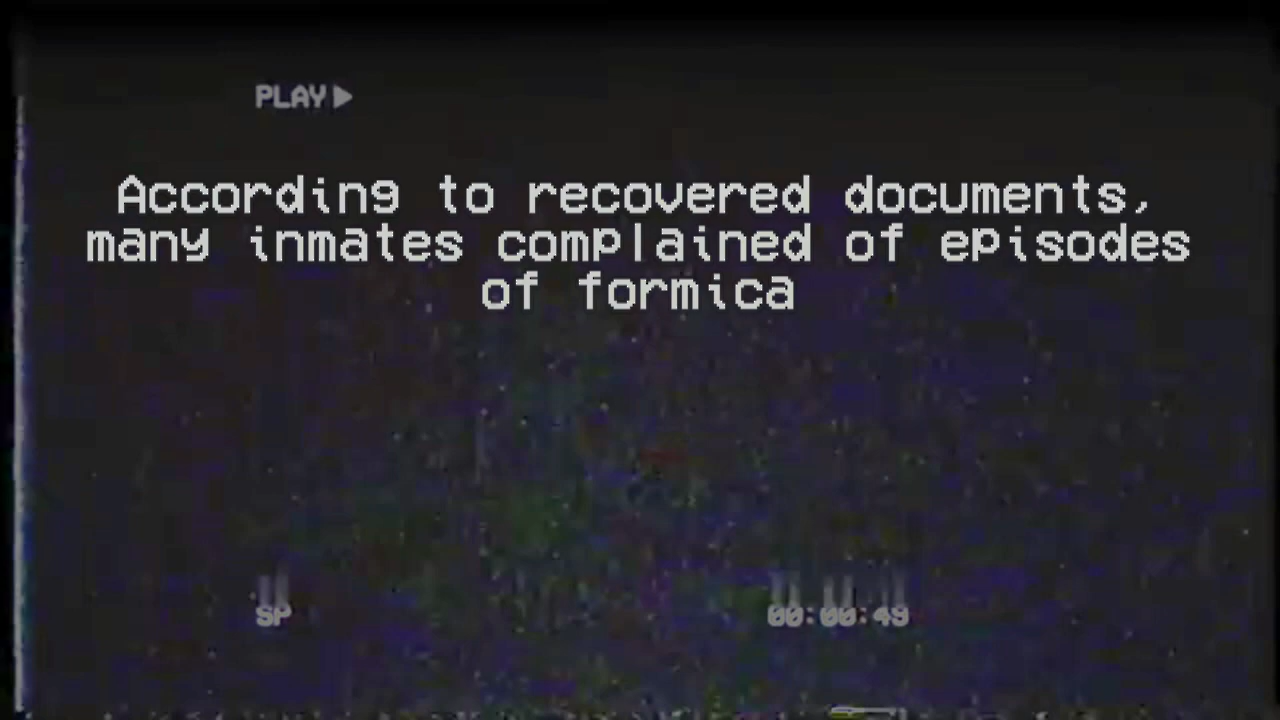 PLAY
According to recovered documents,
many inmates complained of episodes
of formica
SP
00:00:49